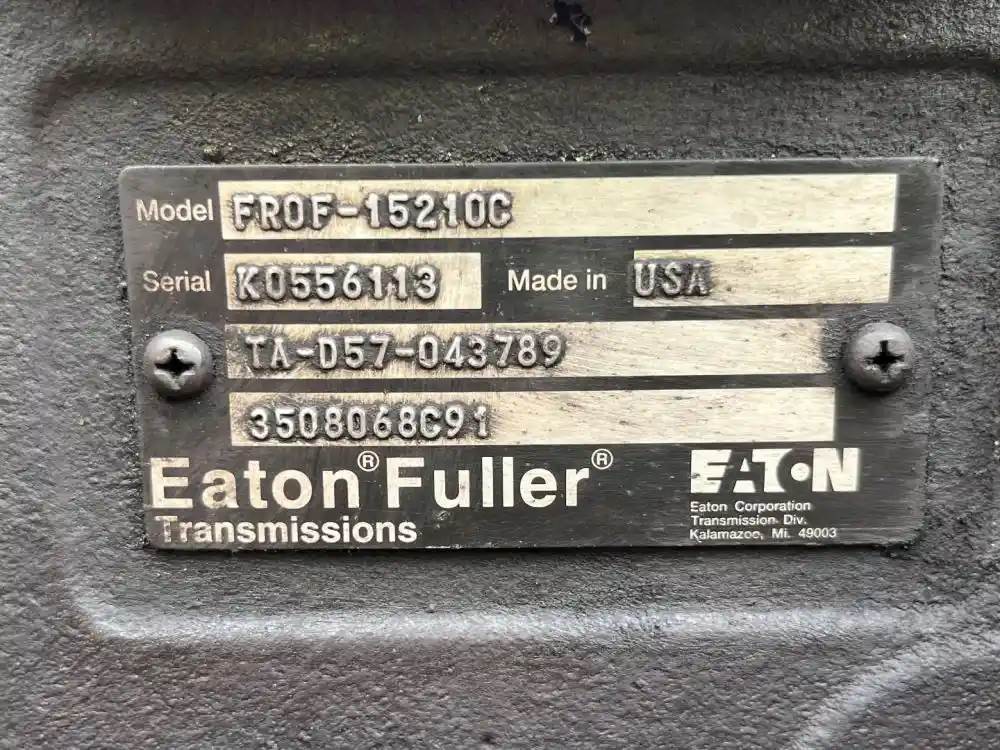 Model FROF-15210C
Serial K0556113 Made in USA
TA-D57-043789
3508068C91
Eaton® Fuller®
Transmissions
EATON
Eaton Corporation
Transmission Div.
Kalamazoo, Mi. 49003